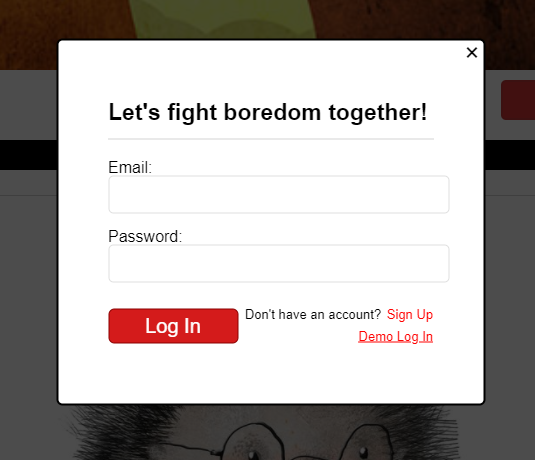 ×
Let's fight boredom together!
Email:
Password:
Log In
Don't have an account? Sign Up
Demo Log In